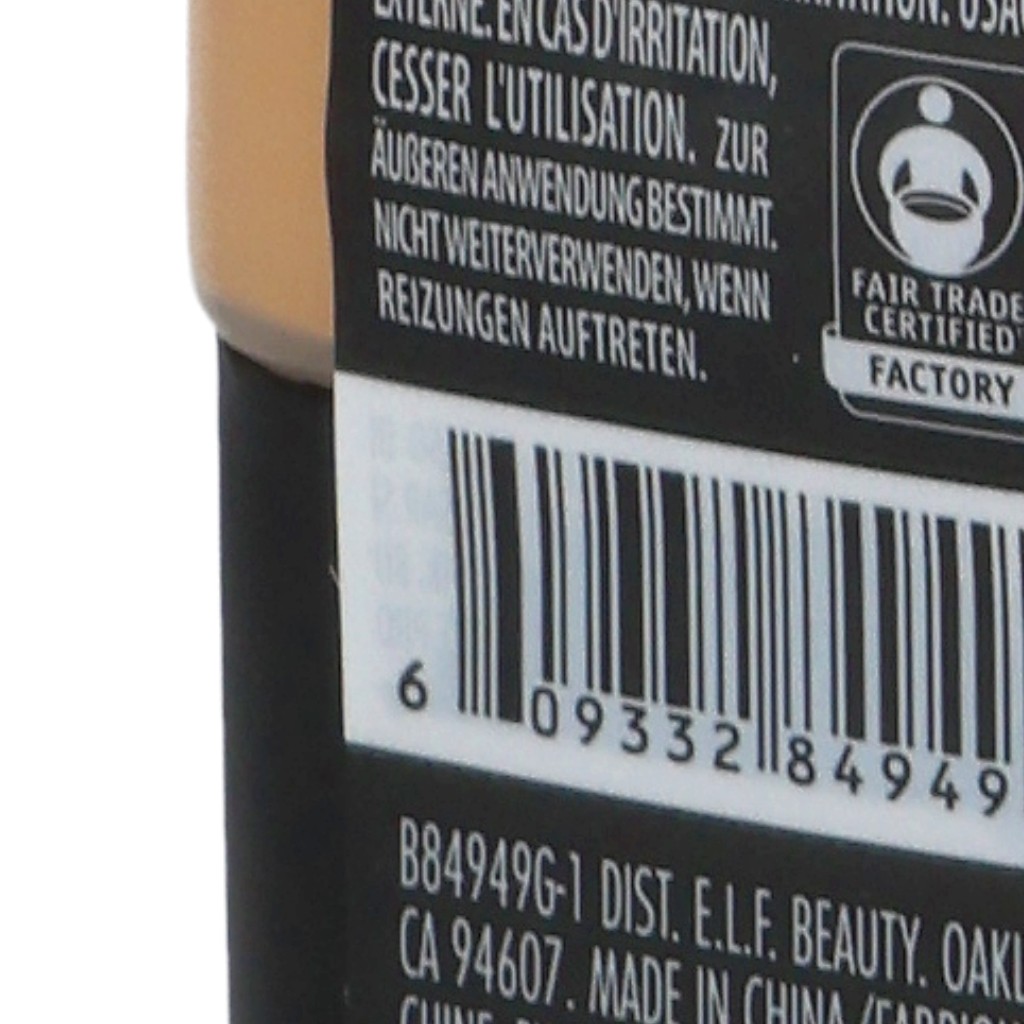 EXTERNE. EN CAS D'IRRITATION,
CESSER L'UTILISATION. ZUR
ÄUßEREN ANWENDUNG BESTIMMT.
NICHT WEITERVERWENDEN, WENN
REIZUNGEN AUFTRETEN.
FAIR TRADE
CERTIFIED
FACTORY
6 09332 84949
B84949G-1 DIST. E.L.F. BEAUTY. OAKL
CA 94607. MADE IN CHINA